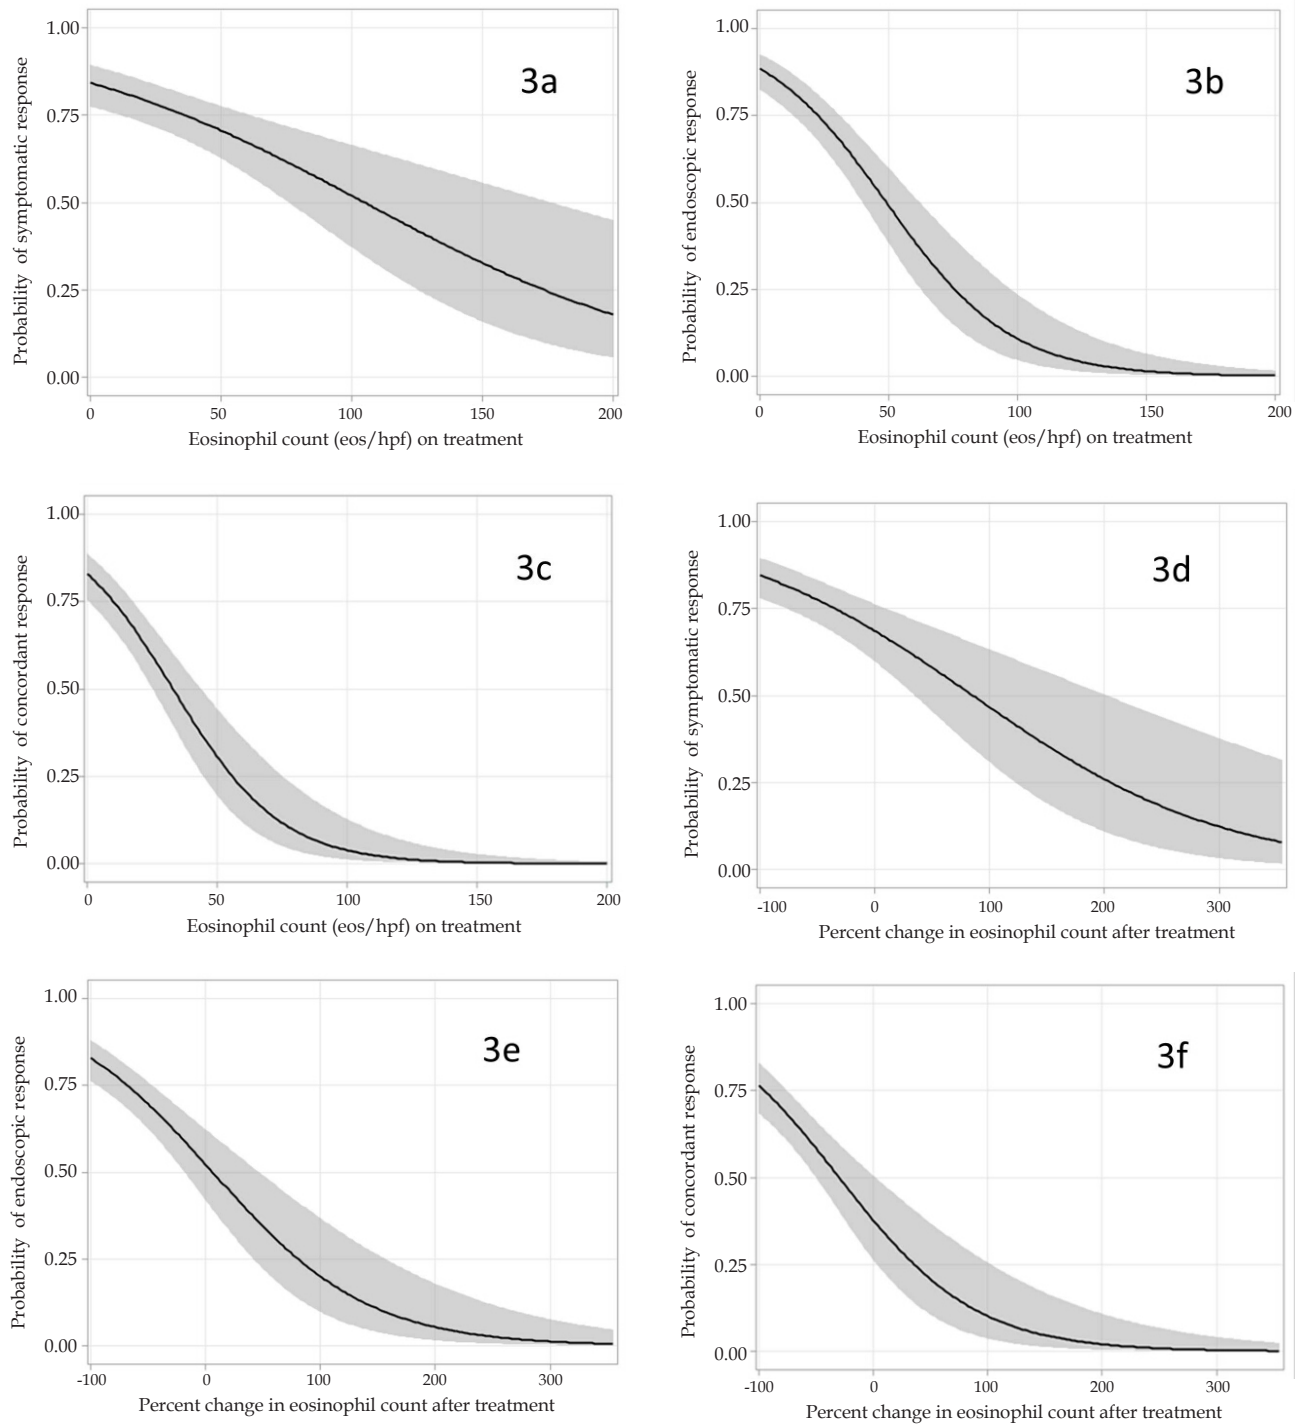 3a
Probability of symptomatic response
1.00
0.75
0.50
0.25
0.00
0 50 100 150 200
Eosinophil count (eos/hpf) on treatment
3b
Probability of endoscopic response
1.00
0.75
0.50
0.25
0.00
0 50 100 150 200
Eosinophil count (eos/hpf) on treatment
3c
Probability of concordant response
1.00
0.75
0.50
0.25
0.00
0 50 100 150 200
Eosinophil count (eos/hpf) on treatment
3d
Probability of symptomatic response
1.00
0.75
0.50
0.25
0.00
-100 0 100 200 300
Percent change in eosinophil count after treatment
3e
Probability of endoscopic response
1.00
0.75
0.50
0.25
0.00
-100 0 100 200 300
Percent change in eosinophil count after treatment
3f
Probability of concordant response
1.00
0.75
0.50
0.25
0.00
-100 0 100 200 300
Percent change in eosinophil count after treatment